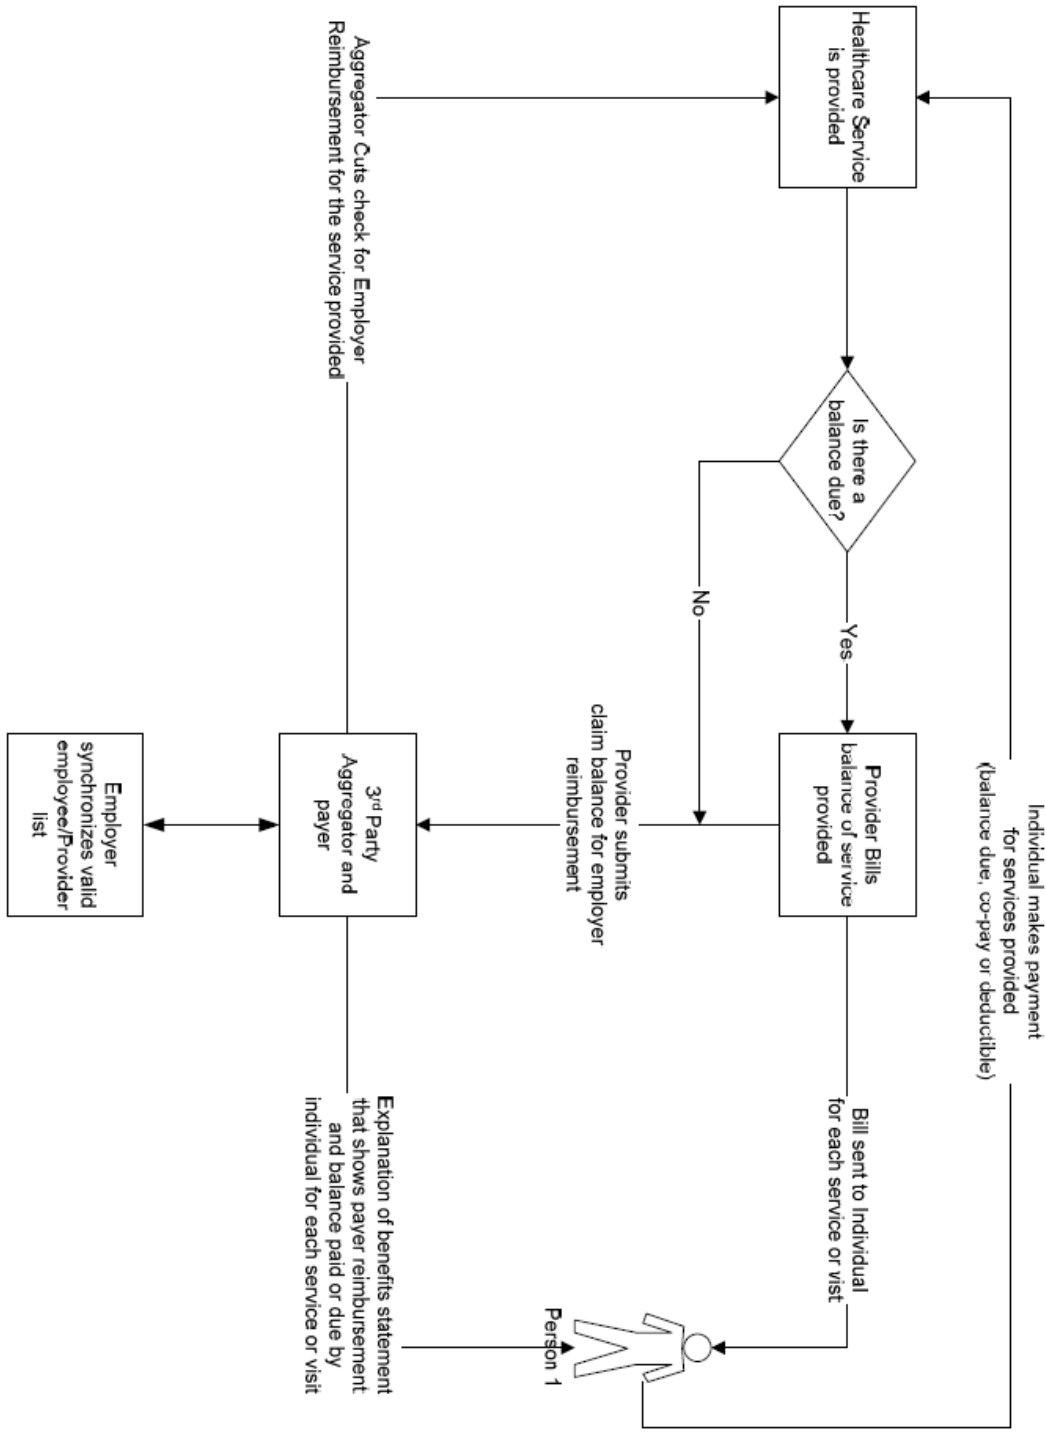 Individual makes payment
for services provided
(balance due, co-pay or deductible)
Healthcare Service
is provided
Is there a
balance due?
Yes
Provider Bills
balance of service
provided
Bill sent to Individual
for each service or vist
No
Provider submits
claim balance for employer
reimbursement
Person 1
Aggregator Cuts check for Employer
Reimbursement for the service provided
3rd Party
Aggregator and
payer
Explanation of benefits statement
that shows payer reimbursement
and balance paid or due by
individual for each service or visit
Employer
synchronizes valid
employee/Provider
list